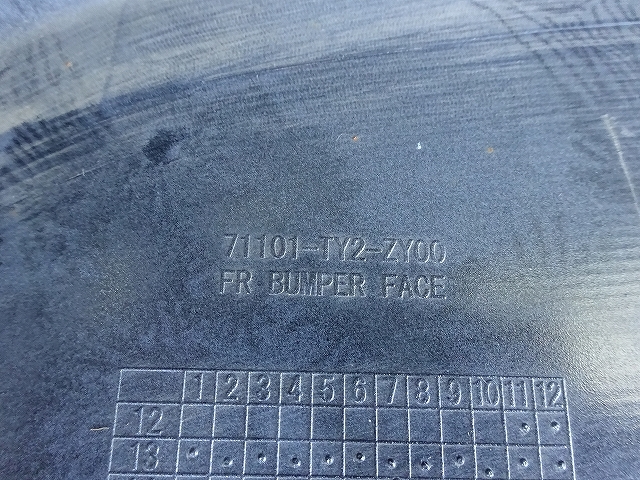 71101-TY2-ZY00
FR BUMPER FACE
1 2 3 4 5 6 7 8 9 10 11 12
12
13